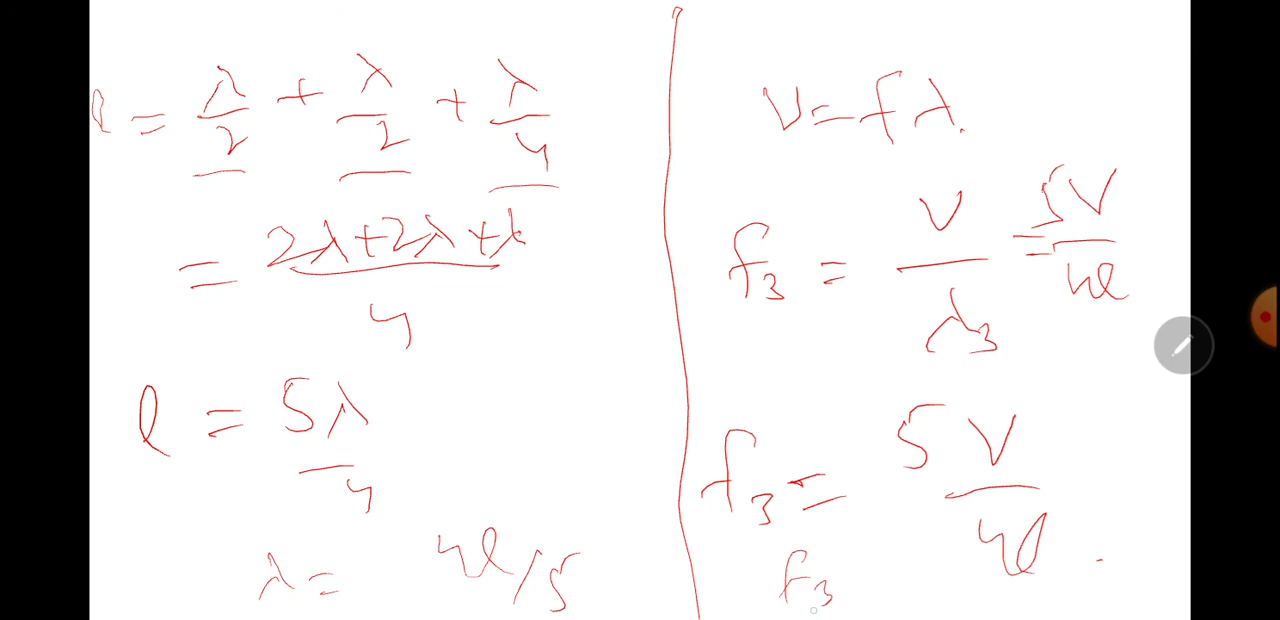 l = λ/2 + λ/2 + λ/4
= (2λ+2λ+λ)/4
l = 5λ/4
λ = 4l/5
V = fλ.
f₃ = V/λ₃ = 5V/4l
f₃ = 5V/4l .
f₃